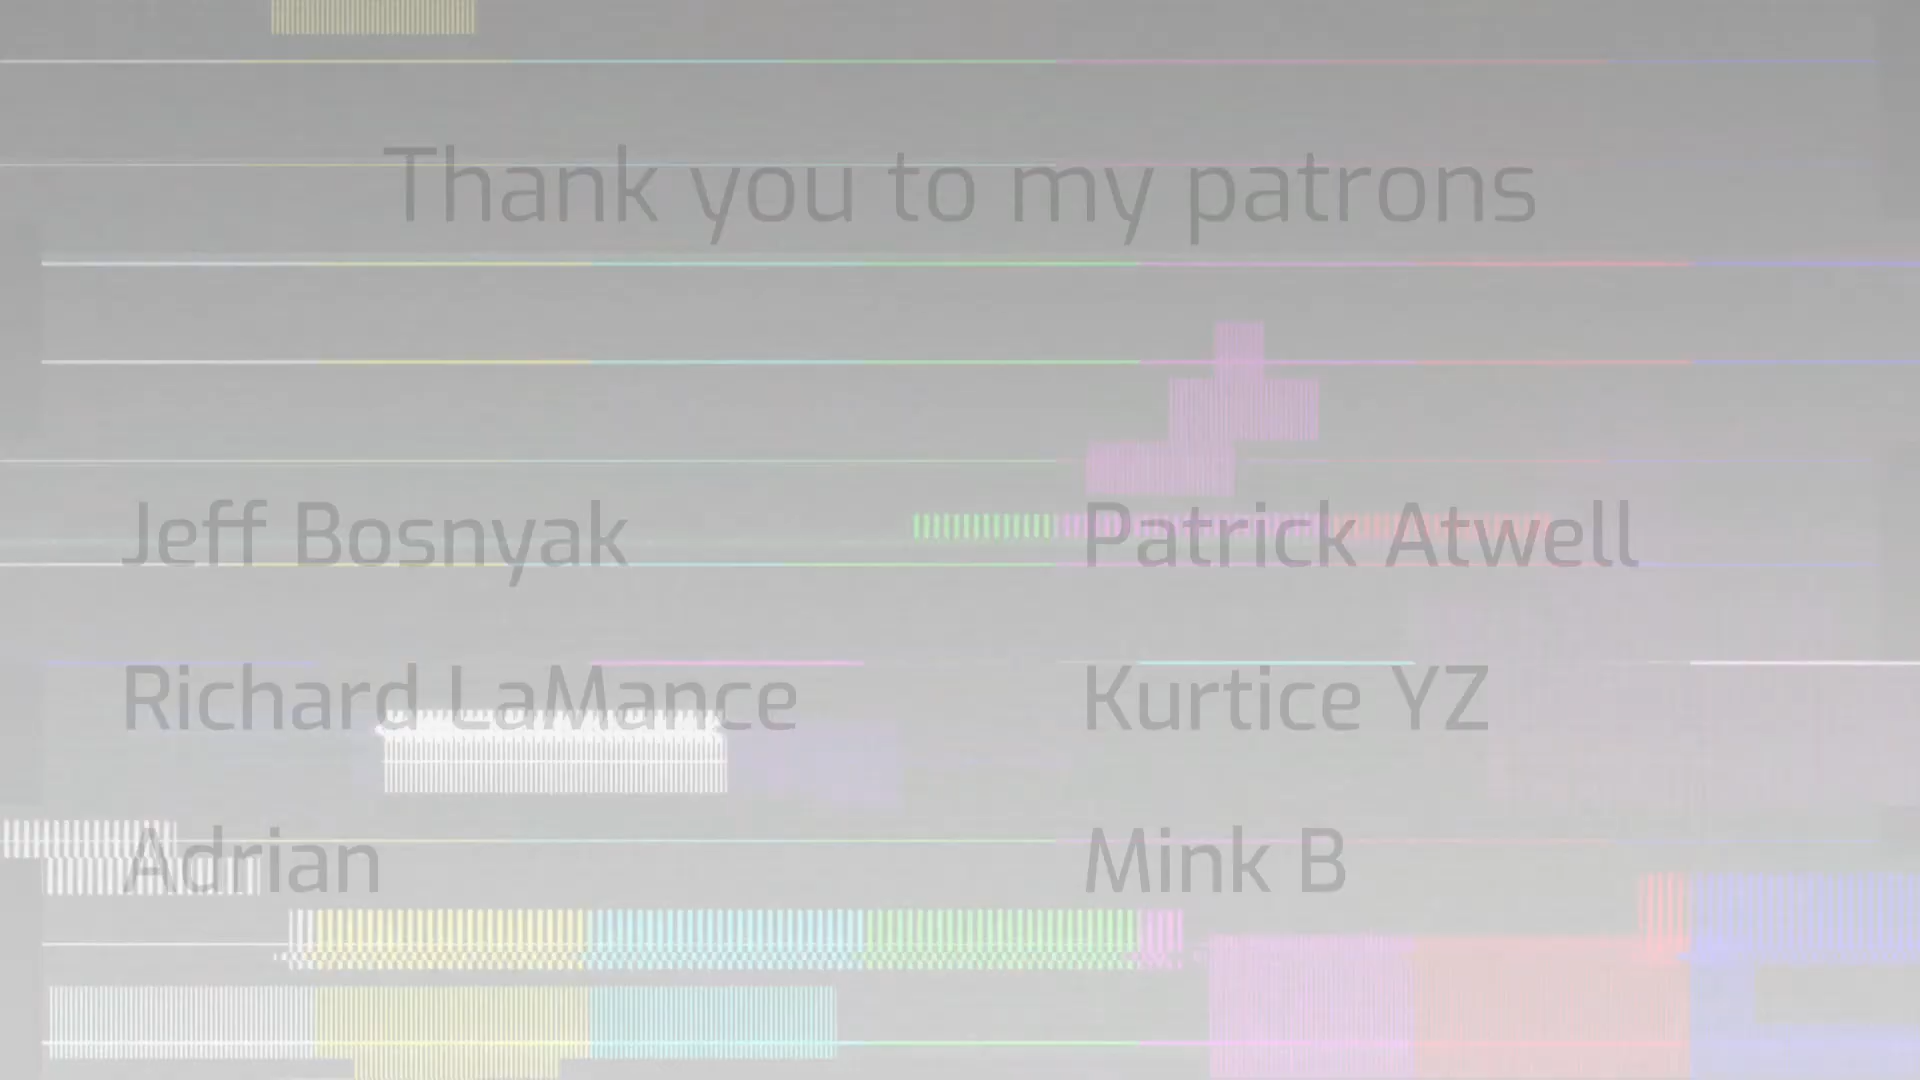 Thank you to my patrons
Jeff Bosnyak
Patrick Atwell
Richard LaMance
Kurtice YZ
Adrian
Mink B